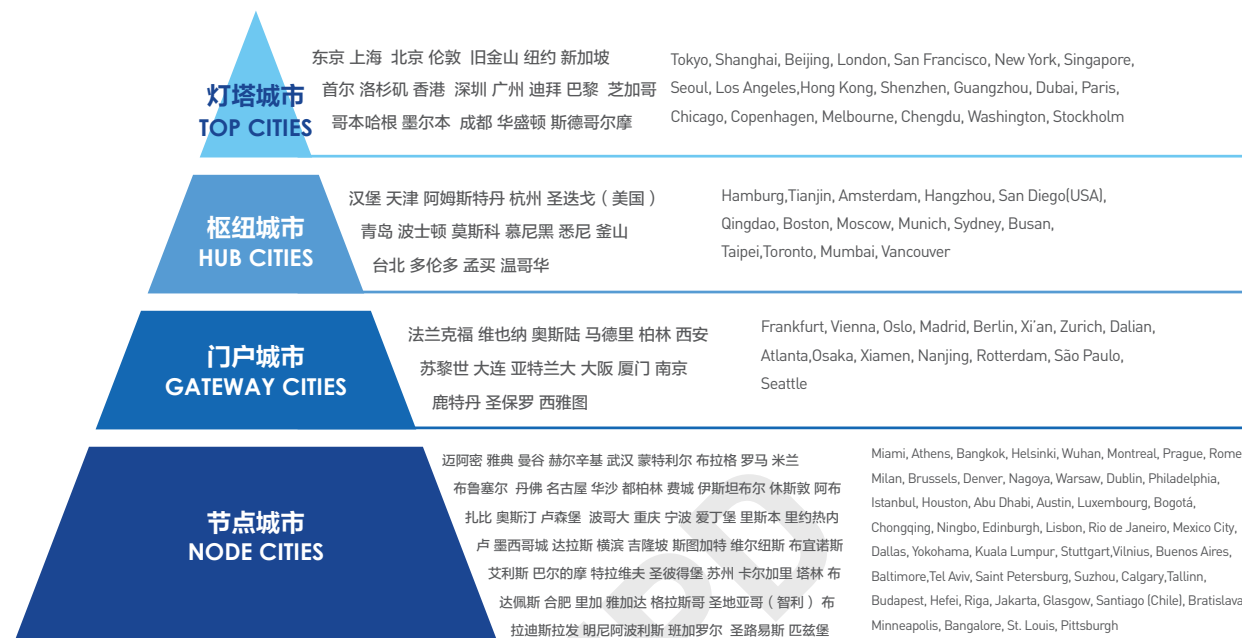 灯塔城市
TOP CITIES
东京 上海 北京 伦敦 旧金山 纽约 新加坡
首尔 洛杉矶 香港 深圳 广州 迪拜 巴黎 芝加哥
哥本哈根 墨尔本 成都 华盛顿 斯德哥尔摩
Tokyo, Shanghai, Beijing, London, San Francisco, New York, Singapore,
Seoul, Los Angeles,Hong Kong, Shenzhen, Guangzhou, Dubai, Paris,
Chicago, Copenhagen, Melbourne, Chengdu, Washington, Stockholm
枢纽城市
HUB CITIES
汉堡 天津 阿姆斯特丹 杭州 圣迭戈（美国）
青岛 波士顿 莫斯科 慕尼黑 悉尼 釜山
台北 多伦多 孟买 温哥华
Hamburg,Tianjin, Amsterdam, Hangzhou, San Diego(USA),
Qingdao, Boston, Moscow, Munich, Sydney, Busan,
Taipei,Toronto, Mumbai, Vancouver
门户城市
GATEWAY CITIES
法兰克福 维也纳 奥斯陆 马德里 柏林 西安
苏黎世 大连 亚特兰大 大阪 厦门 南京
鹿特丹 圣保罗 西雅图
Frankfurt, Vienna, Oslo, Madrid, Berlin, Xi'an, Zurich, Dalian,
Atlanta,Osaka, Xiamen, Nanjing, Rotterdam, São Paulo,
Seattle
节点城市
NODE CITIES
迈阿密 雅典 曼谷 赫尔辛基 武汉 蒙特利尔 布拉格 罗马 米兰
布鲁塞尔 丹佛 名古屋 华沙 都柏林 费城 伊斯坦布尔 休斯敦 阿布
扎比 奥斯汀 卢森堡 波哥大 重庆 宁波 爱丁堡 里斯本 里约热内
卢 墨西哥城 达拉斯 横滨 吉隆坡 斯图加特 维尔纽斯 布宜诺斯
艾利斯 巴尔的摩 特拉维夫 圣彼得堡 苏州 卡尔加里 塔林 布
达佩斯 合肥 里加 雅加达 格拉斯哥 圣地亚哥（智利） 布
拉迪斯拉发 明尼阿波利斯 班加罗尔 圣路易斯 匹兹堡
Miami, Athens, Bangkok, Helsinki, Wuhan, Montreal, Prague, Rome
Milan, Brussels, Denver, Nagoya, Warsaw, Dublin, Philadelphia,
Istanbul, Houston, Abu Dhabi, Austin, Luxembourg, Bogotá,
Chongqing, Ningbo, Edinburgh, Lisbon, Rio de Janeiro, Mexico City,
Dallas, Yokohama, Kuala Lumpur, Stuttgart,Vilnius, Buenos Aires,
Baltimore,Tel Aviv, Saint Petersburg, Suzhou, Calgary,Tallinn,
Budapest, Hefei, Riga, Jakarta, Glasgow, Santiago (Chile), Bratislava
Minneapolis, Bangalore, St. Louis, Pittsburgh